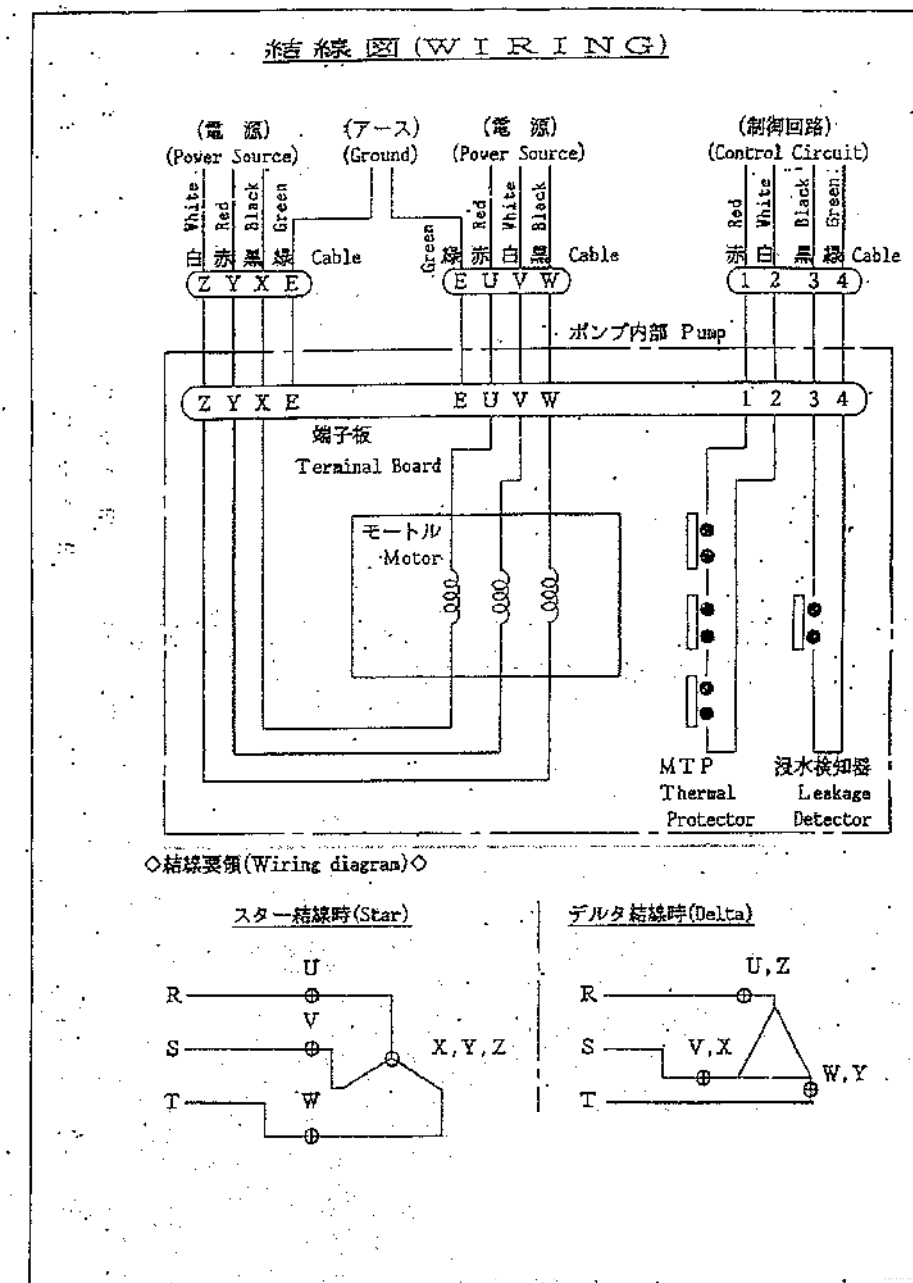 結線図(WIRING)
(電 源) (アース) (電 源) (制御回路)
(Power Source) (Ground) (Power Source) (Control Circuit)
White Red Black Green Green Red White Black Red White Black Green
白 赤 黒 緑 Cable 緑 赤 白 黒 Cable 赤 白 黒 緑 Cable
Z Y X E E U V W 1 2 3 4
ポンプ内部 Pump
Z Y X E E U V W 1 2 3 4
端子板
Terminal Board
モートル
Motor
MTP 浸水検知器
Thermal Leakage
Protector Detector
◇結線要領(Wiring diagram)◇
スター結線時(Star) デルタ結線時(Delta)
U U,Z
R R
V
S X,Y,Z S V,X
T W T W,Y